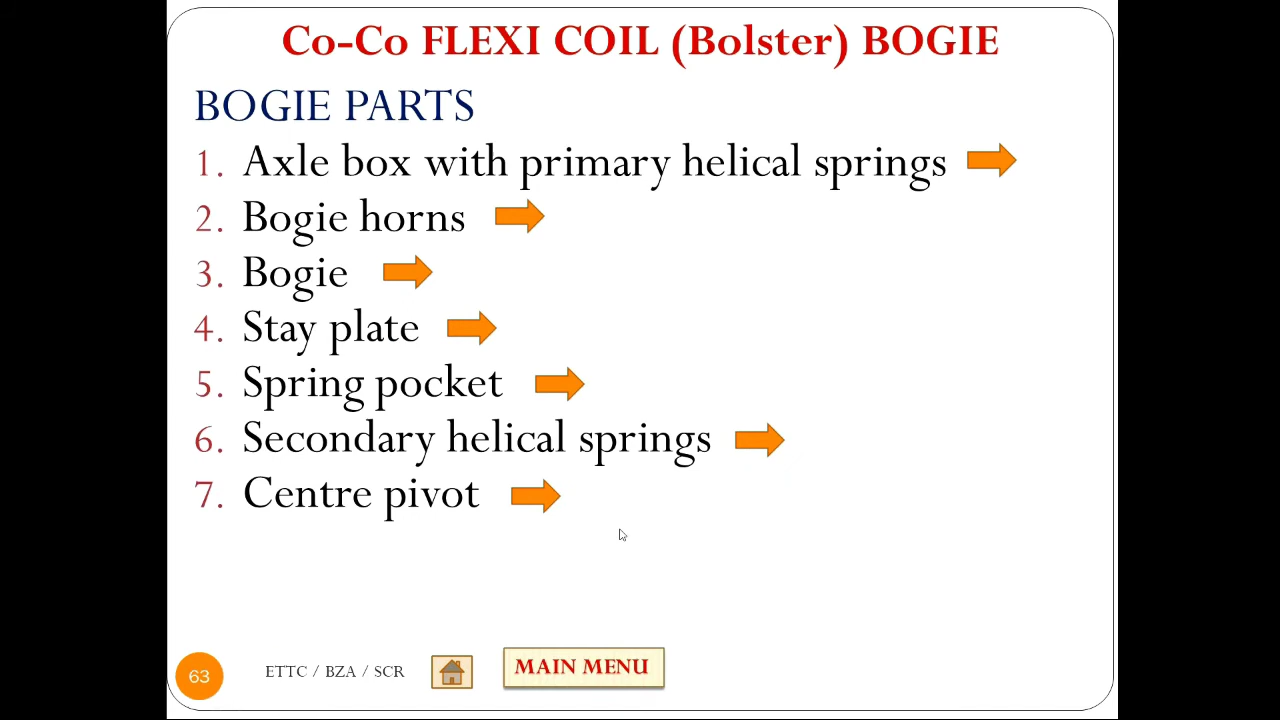 Co-Co FLEXI COIL (Bolster) BOGIE
BOGIE PARTS
1. Axle box with primary helical springs
2. Bogie horns
3. Bogie
4. Stay plate
5. Spring pocket
6. Secondary helical springs
7. Centre pivot
63
ETTC / BZA / SCR
MAIN MENU